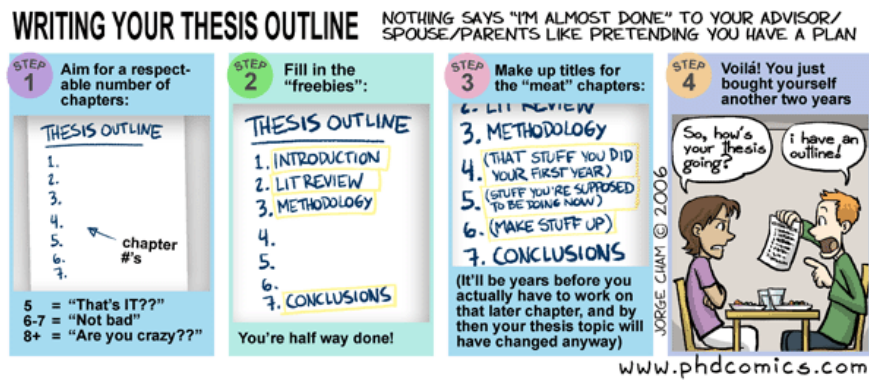 WRITING YOUR THESIS OUTLINE
NOTHING SAYS "I'M ALMOST DONE" TO YOUR ADVISOR/
SPOUSE/PARENTS LIKE PRETENDING YOU HAVE A PLAN
STEP
1
Aim for a respect-
able number of
chapters:
THESIS OUTLINE
1.
2.
3.
4.
5.
6.
7.
chapter
#'s
5 = "That's IT??"
6-7 = "Not bad"
8+ = "Are you crazy??"
STEP
2
Fill in the
"freebies":
THESIS OUTLINE
1. INTRODUCTION
2. LIT REVIEW
3. METHODOLOGY
4.
5.
6.
7. CONCLUSIONS
You're half way done!
STEP
3
Make up titles for
the "meat" chapters:
2. LIT REVIEW
3. METHODOLOGY
4. (THAT STUFF YOU DID
YOUR FIRST YEAR)
5. (STUFF YOU'RE SUPPOSED
TO BE DOING NOW)
6. (MAKE STUFF UP)
7. CONCLUSIONS
(It'll be years before you
actually have to work on
that later chapter, and by
then your thesis topic will
have changed anyway)
JORGE CHAM © 2006
STEP
4
Voilá! You just
bought yourself
another two years
So, how's
your thesis
going?
i have an
outline!
www.phdcomics.com